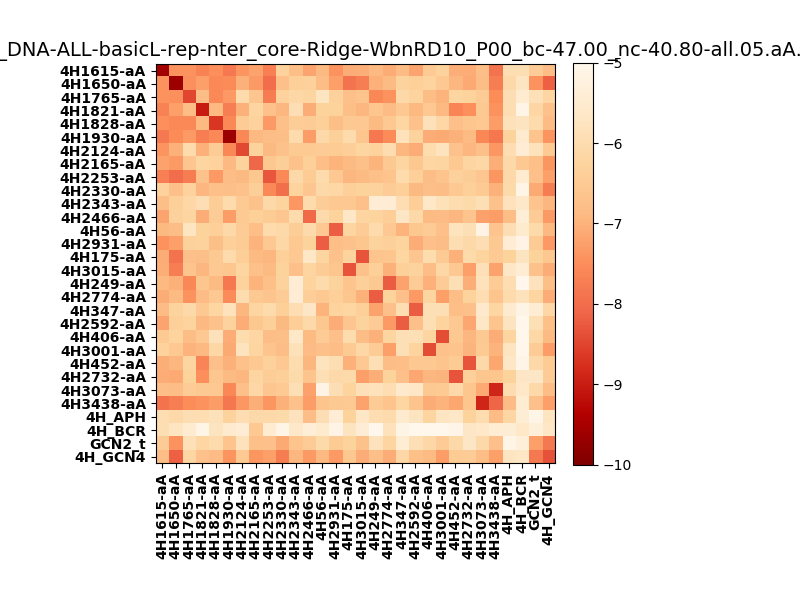 _DNA-ALL-basicL-rep-nter_core-Ridge-WbnRD10_P00_bc-47.00_nc-40.80-all.05.aA.
4H1615-aA
4H1650-aA
4H1765-aA
4H1821-aA
4H1828-aA
4H1930-aA
4H2124-aA
4H2165-aA
4H2253-aA
4H2330-aA
4H2343-aA
4H2466-aA
4H56-aA
4H2931-aA
4H175-aA
4H3015-aA
4H249-aA
4H2774-aA
4H347-aA
4H2592-aA
4H406-aA
4H3001-aA
4H452-aA
4H2732-aA
4H3073-aA
4H3438-aA
4H_APH
4H_BCR
GCN2_t
4H_GCN4
4H1615-aA
4H1650-aA
4H1765-aA
4H1821-aA
4H1828-aA
4H1930-aA
4H2124-aA
4H2165-aA
4H2253-aA
4H2330-aA
4H2343-aA
4H2466-aA
4H56-aA
4H2931-aA
4H175-aA
4H3015-aA
4H249-aA
4H2774-aA
4H347-aA
4H2592-aA
4H406-aA
4H3001-aA
4H452-aA
4H2732-aA
4H3073-aA
4H3438-aA
4H_APH
4H_BCR
GCN2_t
4H_GCN4
−5
−6
−7
−8
−9
−10